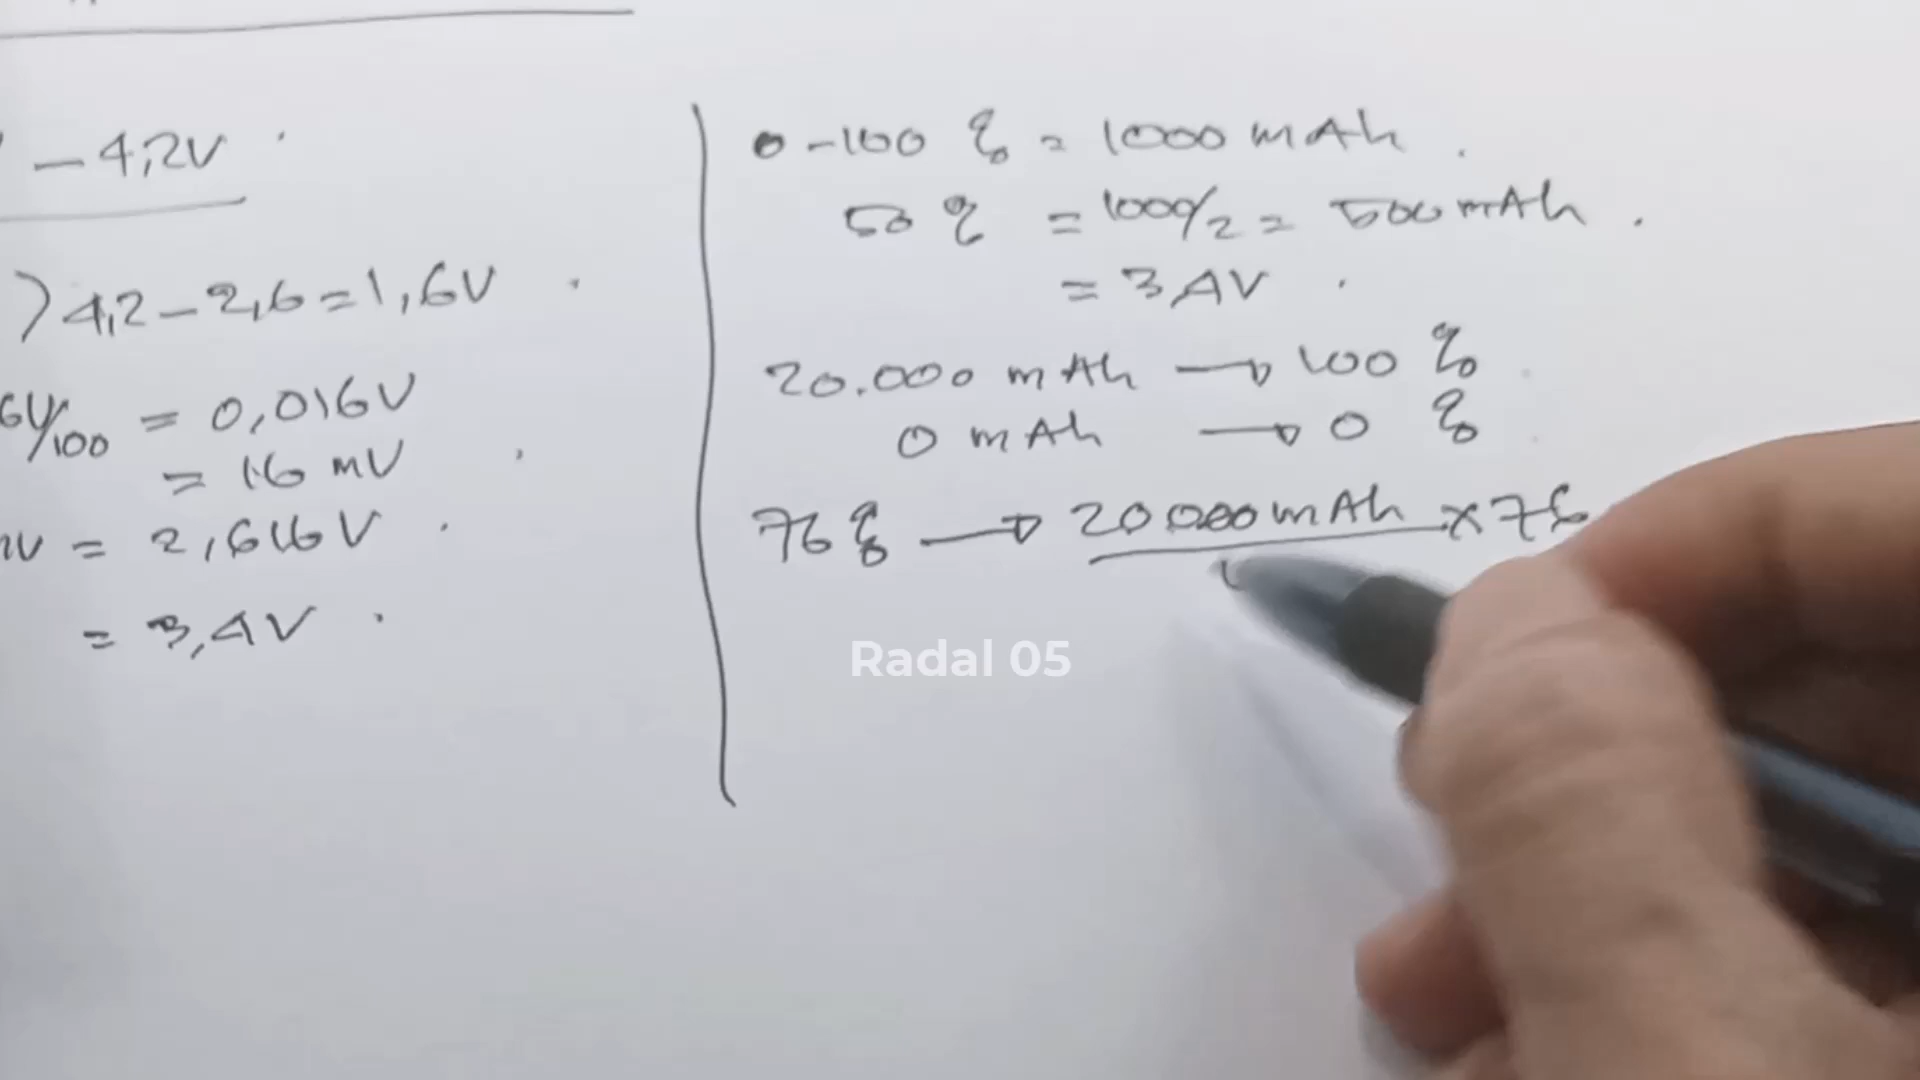 – 4,2V
) 4,2 – 2,6 = 1,6V
6V/100 = 0,016V
= 16 mV
mV = 2,616V
= 3,4V
0 – 100 % = 1000 mAh
50 % = 1000/2 = 500 mAh
= 3,4V
20.000 mAh → 100 %
0 mAh → 0 %
76 % → 20000 mAh × 76
Radal 05